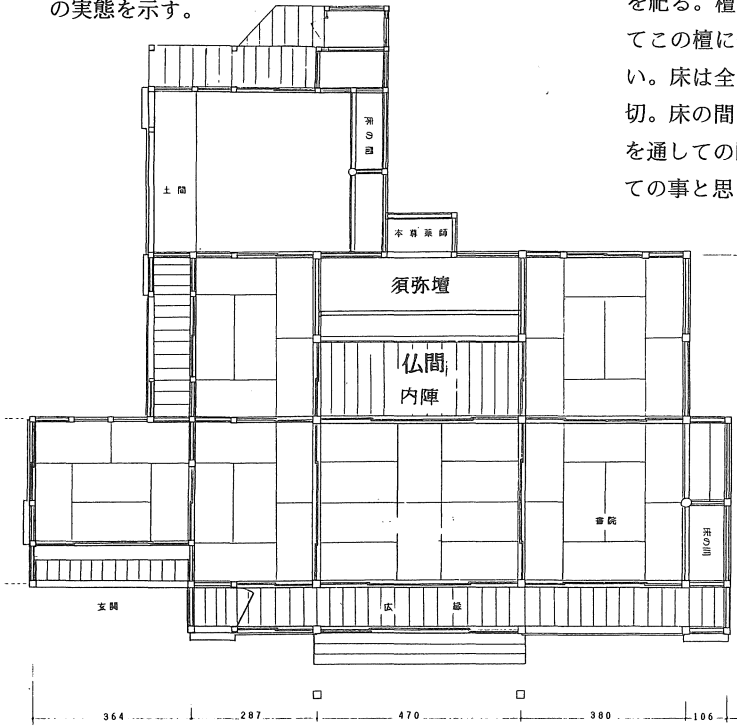 の実態を示す。
を祀る。檀
てこの檀に
い。床は全
切。床の間
を通しての
ての事と思
床の間
土間
本尊薬師
須弥壇
仏間
内陣
書院
床の間
玄関
広縁
364 287 470 380 106